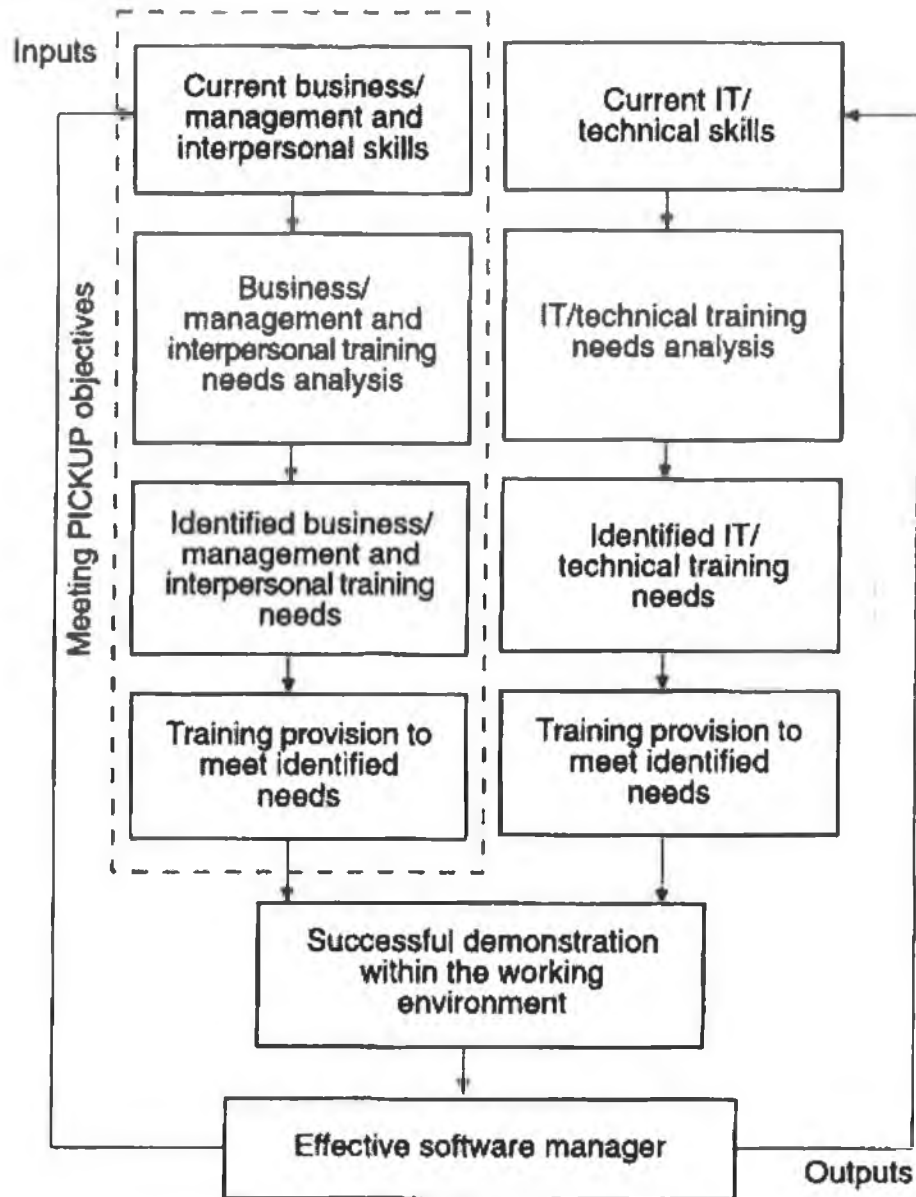 Inputs
Current business/
management and
interpersonal skills
Current IT/
technical skills
Business/
management and
interpersonal training
needs analysis
IT/technical training
needs analysis
Meeting PICKUP objectives
Identified business/
management and
interpersonal training
needs
Identified IT/
technical training
needs
Training provision to
meet identified
needs
Training provision to
meet identified
needs
Successful demonstration
within the working
environment
Effective software manager
Outputs